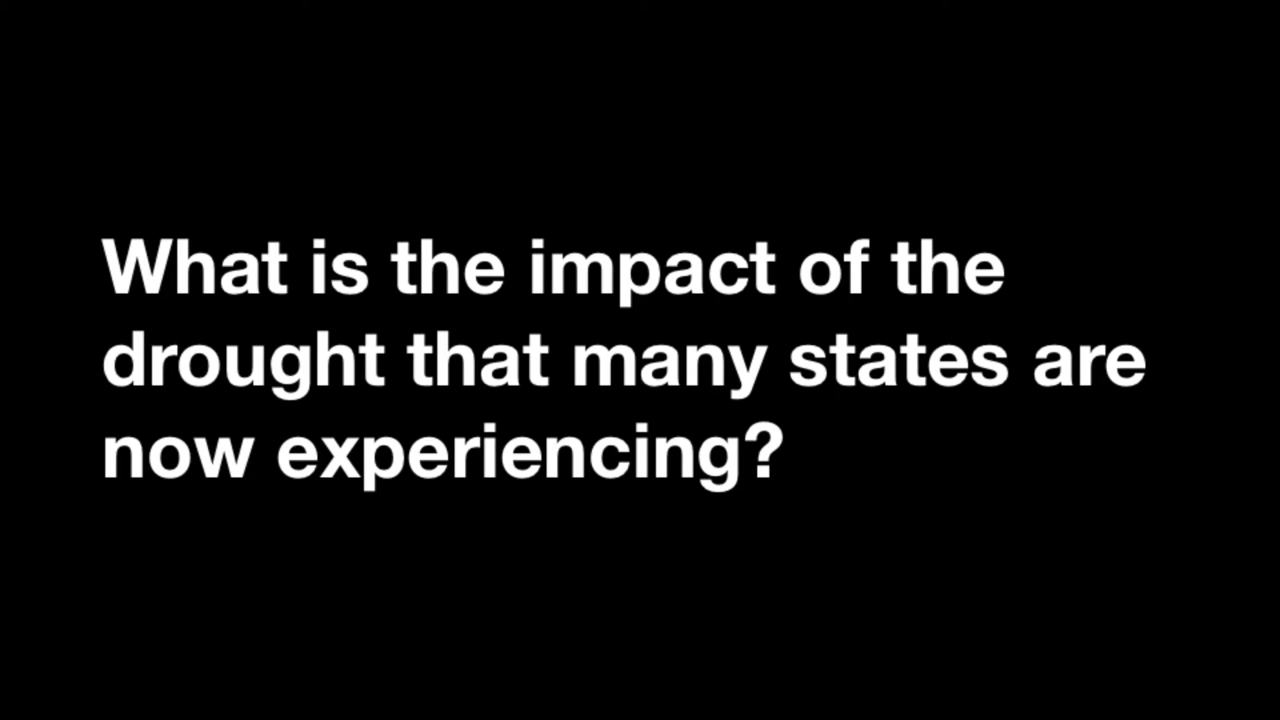 What is the impact of the
drought that many states are
now experiencing?